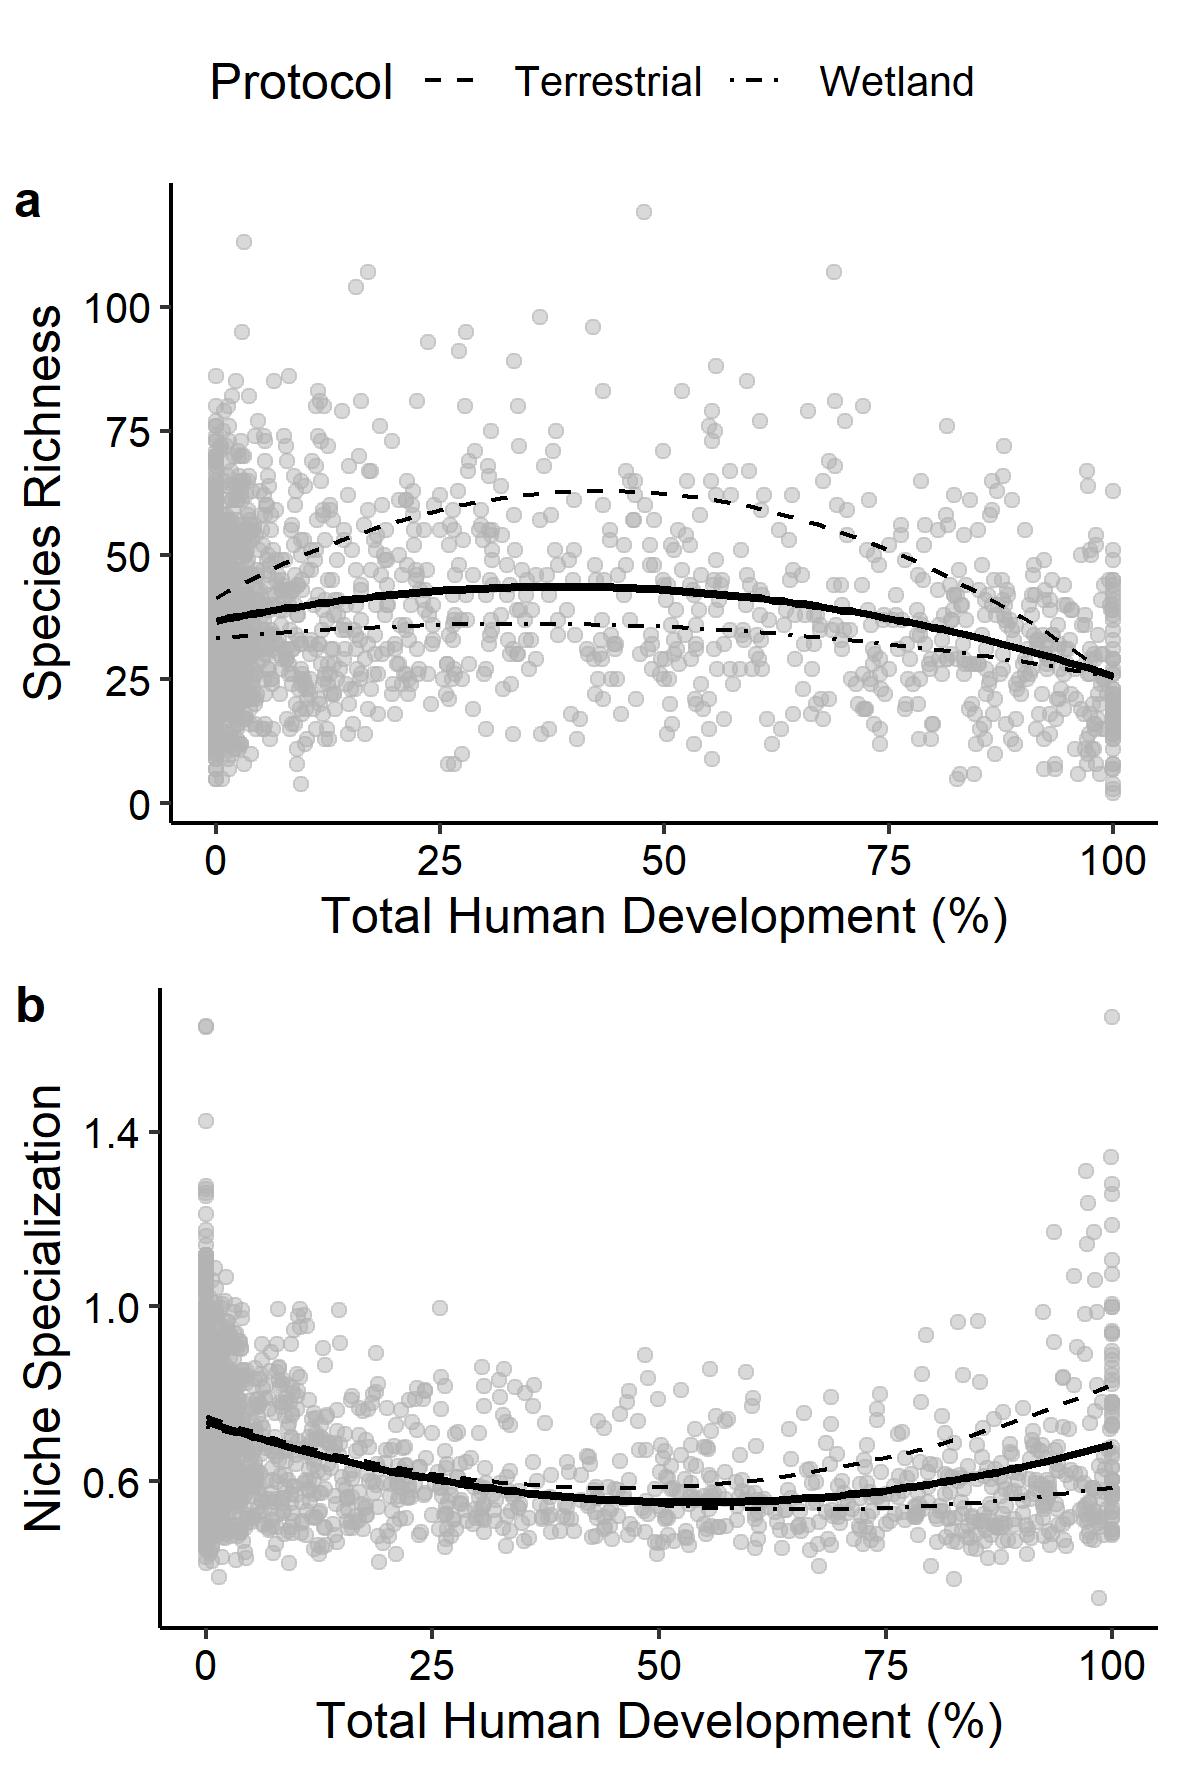 Protocol Terrestrial Wetland
a
Species Richness
100
75
50
25
0
0 25 50 75 100
Total Human Development (%)
b
Niche Specialization
1.4
1.0
0.6
0 25 50 75 100
Total Human Development (%)